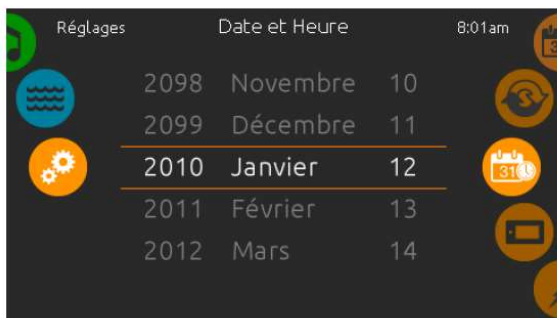 Réglages Date et Heure 8:01am
2098 Novembre 10
2099 Décembre 11
2010 Janvier 12
2011 Février 13
2012 Mars 14
31